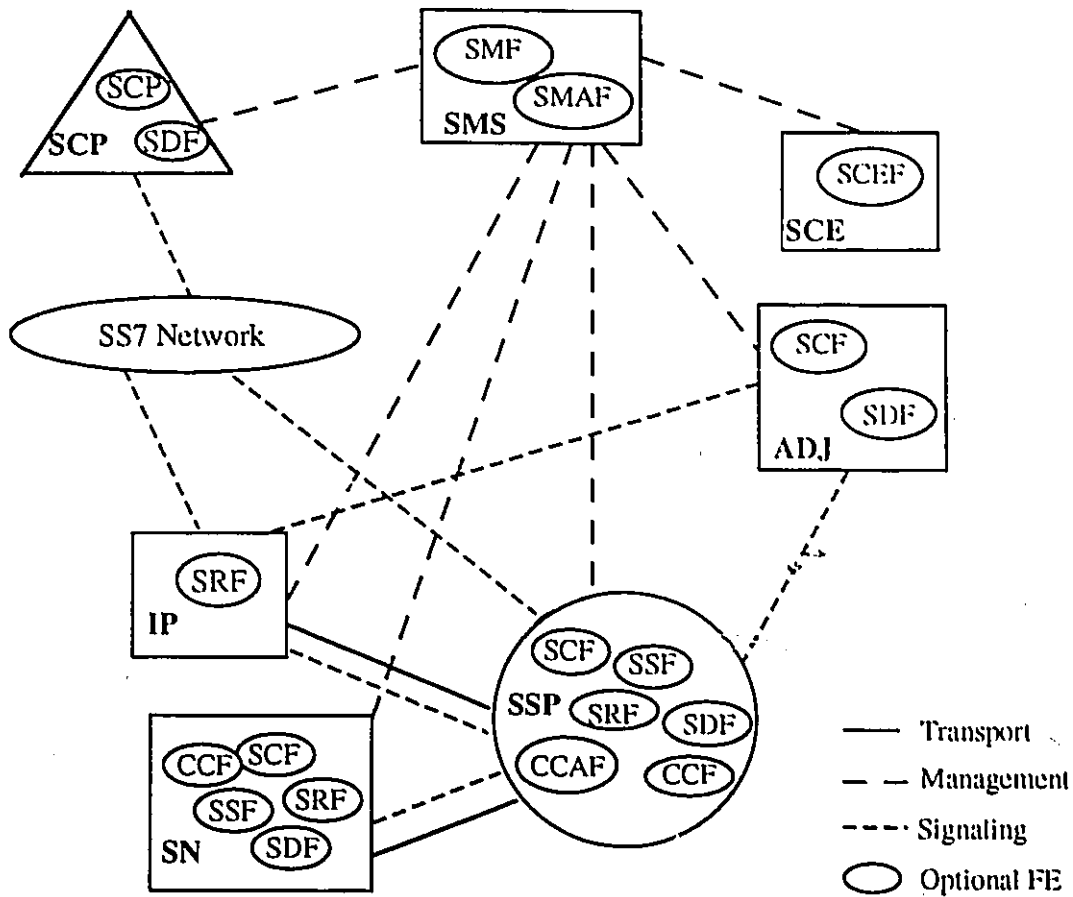 SCP
SDF
SCP
SMF
SMAF
SMS
SCEF
SCE
SS7 Network
SCF
SDF
ADJ
SRF
IP
SCF
SSF
SSP
SRF
SDF
CCAF
CCF
CCF
SCF
SSF
SRF
SDF
SN
Transport
Management
Signaling
Optional FE